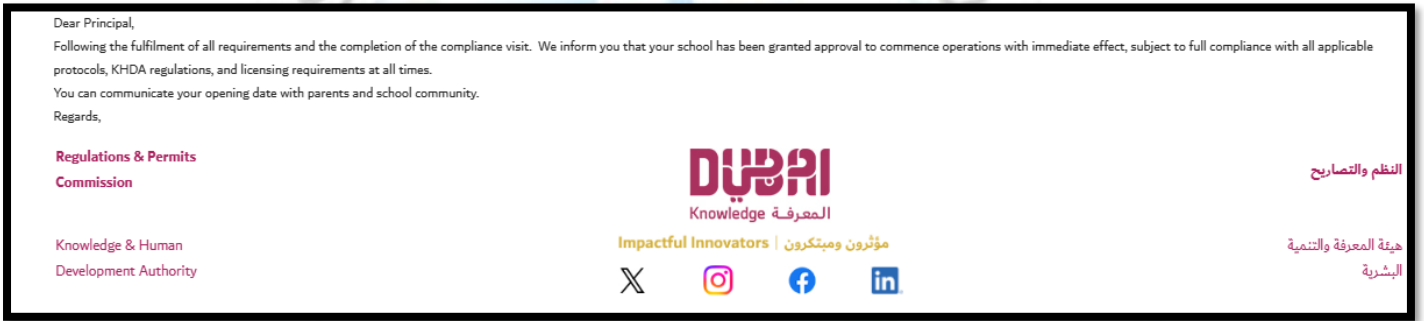 Dear Principal,
Following the fulfilment of all requirements and the completion of the compliance visit. We inform you that your school has been granted approval to commence operations with immediate effect, subject to full compliance with all applicable
protocols, KHDA regulations, and licensing requirements at all times.
You can communicate your opening date with parents and school community.
Regards,
Regulations & Permits
Commission
DUBAI
Knowledge المعرفـة
النظم والتصاريح
Knowledge & Human
Development Authority
Impactful Innovators | مؤثرون ومبتكرون
هيئة المعرفة والتنمية
البشرية
X
f
in